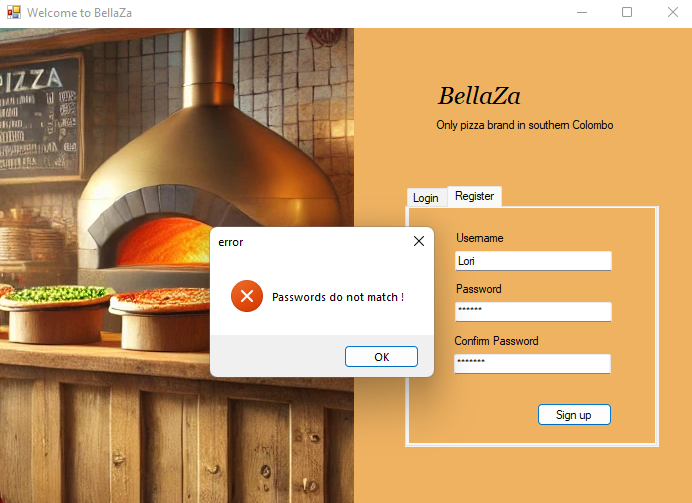 Welcome to BellaZa
PIZZA
BellaZa
Only pizza brand in southern Colombo
Login
Register
Username
Lori
Password
******
Confirm Password
*******
Sign up
error
Passwords do not match !
OK